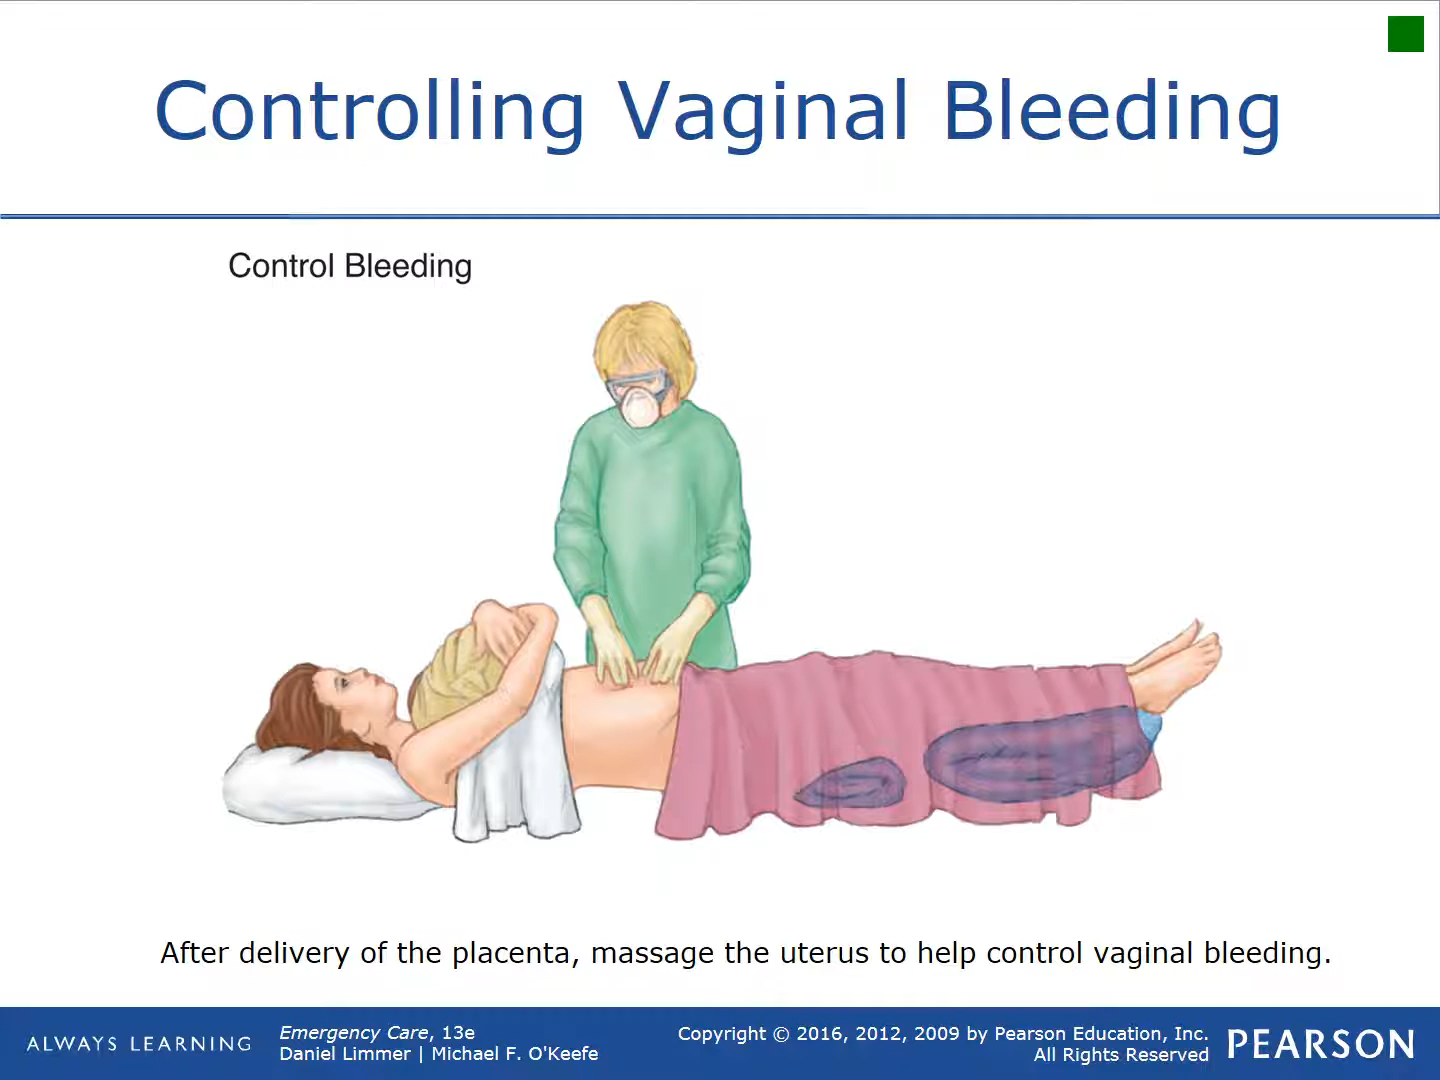 Controlling Vaginal Bleeding
Control Bleeding
After delivery of the placenta, massage the uterus to help control vaginal bleeding.
ALWAYS LEARNING
Emergency Care, 13e
Daniel Limmer | Michael F. O'Keefe
Copyright © 2016, 2012, 2009 by Pearson Education, Inc.
All Rights Reserved
PEARSON